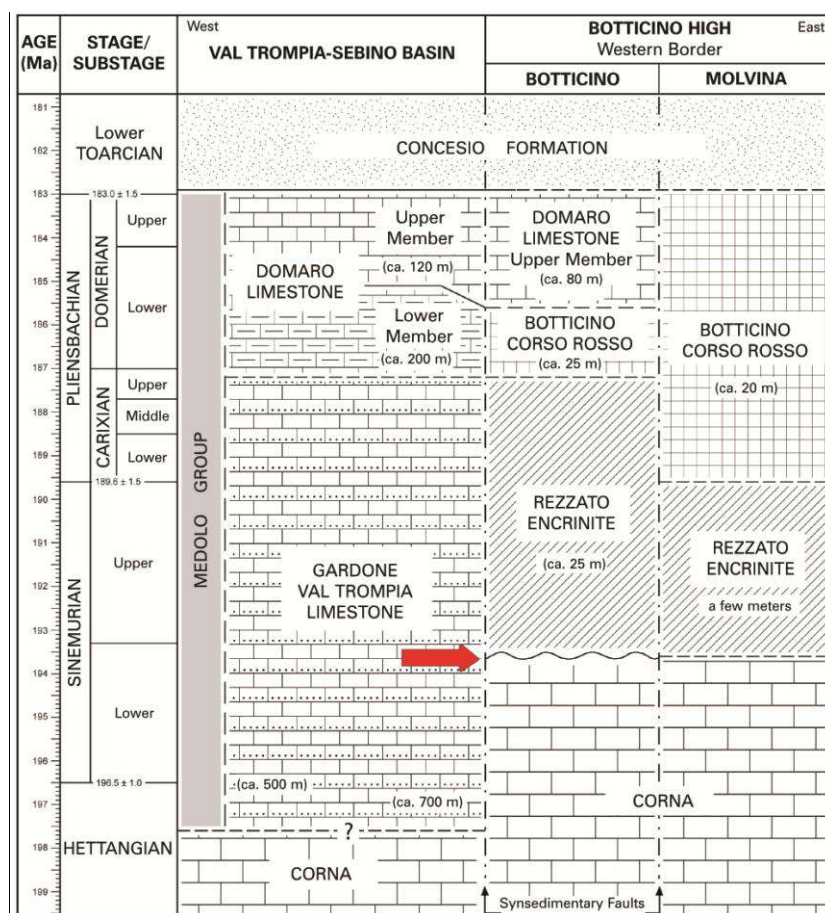 AGE
(Ma)
STAGE/
SUBSTAGE
West
VAL TROMPIA-SEBINO BASIN
BOTTICINO HIGH
East
Western Border
BOTTICINO
MOLVINA
181
182
183
184
185
186
187
188
189
190
191
192
193
194
195
196
197
198
199
Lower
TOARCIAN
CONCESIO FORMATION
183.0 ± 1.5
PLIENSBACHIAN
DOMERIAN
Upper
Lower
CARIXIAN
Upper
Middle
Lower
189.6 ± 1.5
SINEMURIAN
Upper
Lower
196.5 ± 1.0
HETTANGIAN
MEDOLO GROUP
DOMARO
LIMESTONE
Upper
Member
(ca. 120 m)
Lower
Member
(ca. 200 m)
GARDONE
VAL TROMPIA
LIMESTONE
(ca. 500 m)
(ca. 700 m)
?
CORNA
DOMARO
LIMESTONE
Upper Member
(ca. 80 m)
BOTTICINO
CORSO ROSSO
(ca. 25 m)
REZZATO
ENCRINITE
(ca. 25 m)
BOTTICINO
CORSO ROSSO
(ca. 20 m)
REZZATO
ENCRINITE
a few meters
CORNA
Synsedimentary Faults